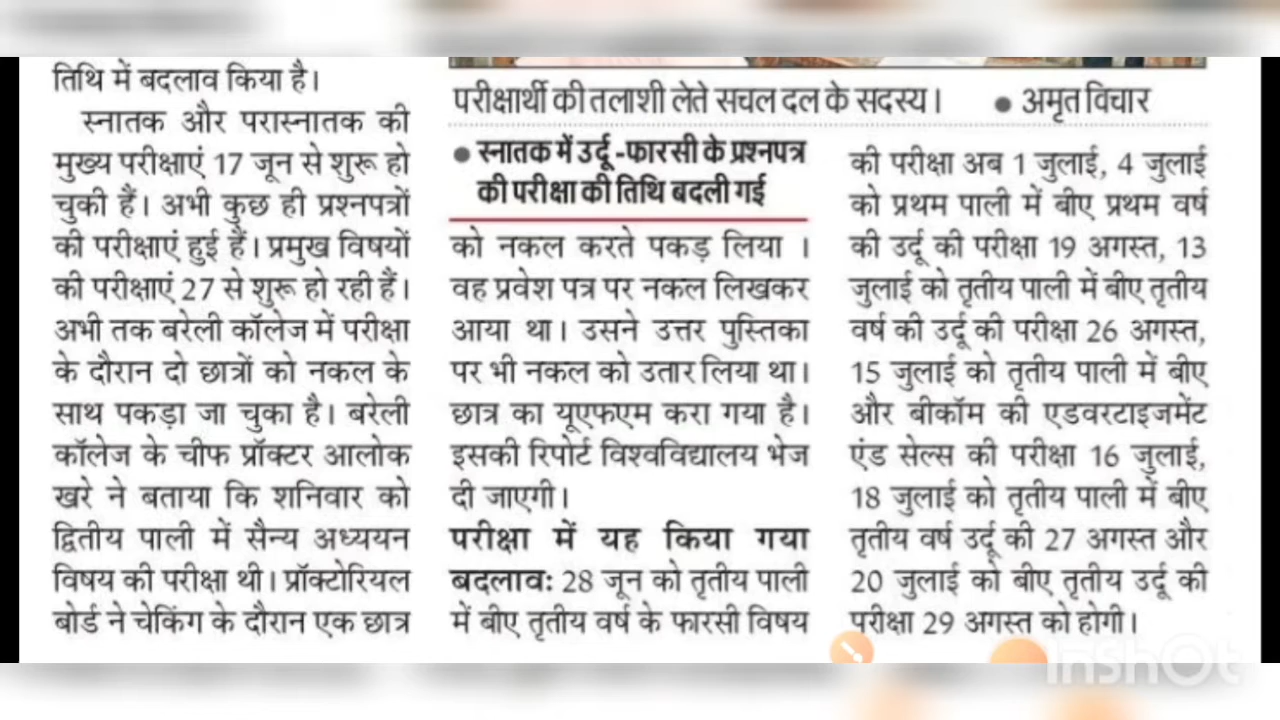 तिथि में बदलाव किया है।
स्नातक और परास्नातक की
मुख्य परीक्षाएं 17 जून से शुरू हो
चुकी हैं। अभी कुछ ही प्रश्नपत्रों
की परीक्षाएं हुई हैं। प्रमुख विषयों
की परीक्षाएं 27 से शुरू हो रही हैं।
अभी तक बरेली कॉलेज में परीक्षा
के दौरान दो छात्रों को नकल के
साथ पकड़ा जा चुका है। बरेली
कॉलेज के चीफ प्रॉक्टर आलोक
खरे ने बताया कि शनिवार को
द्वितीय पाली में सैन्य अध्ययन
विषय की परीक्षा थी। प्रॉक्टोरियल
बोर्ड ने चेकिंग के दौरान एक छात्र
परीक्षार्थी की तलाशी लेते सचल दल के सदस्य। ● अमृत विचार
● स्नातक में उर्दू-फारसी के प्रश्नपत्र
की परीक्षा की तिथि बदली गई
को नकल करते पकड़ लिया ।
वह प्रवेश पत्र पर नकल लिखकर
आया था। उसने उत्तर पुस्तिका
पर भी नकल को उतार लिया था।
छात्र का यूएफएम करा गया है।
इसकी रिपोर्ट विश्वविद्यालय भेज
दी जाएगी।
परीक्षा में यह किया गया
बदलाव: 28 जून को तृतीय पाली
में बीए तृतीय वर्ष के फारसी विषय
की परीक्षा अब 1 जुलाई, 4 जुलाई
को प्रथम पाली में बीए प्रथम वर्ष
की उर्दू की परीक्षा 19 अगस्त, 13
जुलाई को तृतीय पाली में बीए तृतीय
वर्ष की उर्दू की परीक्षा 26 अगस्त,
15 जुलाई को तृतीय पाली में बीए
और बीकॉम की एडवरटाइजमेंट
एंड सेल्स की परीक्षा 16 जुलाई,
18 जुलाई को तृतीय पाली में बीए
तृतीय वर्ष उर्दू की 27 अगस्त और
20 जुलाई को बीए तृतीय उर्दू की
परीक्षा 29 अगस्त को होगी।
InShOt